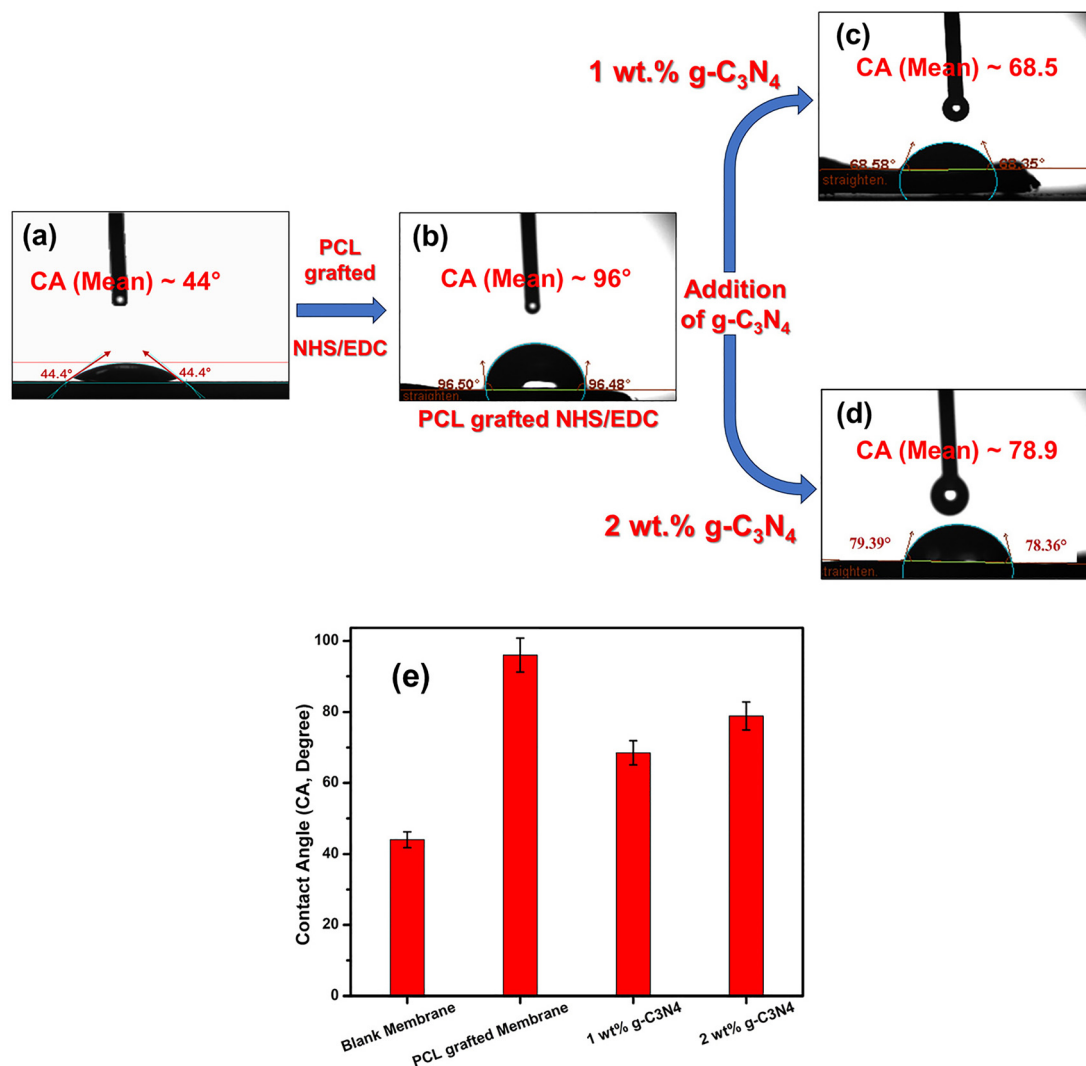 (a)
CA (Mean) ~ 44°
44.4°
44.4°
PCL
grafted
NHS/EDC
(b)
CA (Mean) ~ 96°
96.50°
96.48°
straighten.
PCL grafted NHS/EDC
Addition
of g-C₃N₄
1 wt.% g-C₃N₄
(c)
CA (Mean) ~ 68.5
68.58°
68.35°
straighten.
2 wt.% g-C₃N₄
(d)
CA (Mean) ~ 78.9
79.39°
78.36°
traighten.
(e)
Contact Angle (CA, Degree)
100
80
60
40
20
0
Blank Membrane
PCL grafted Membrane
1 wt% g-C3N4
2 wt% g-C3N4